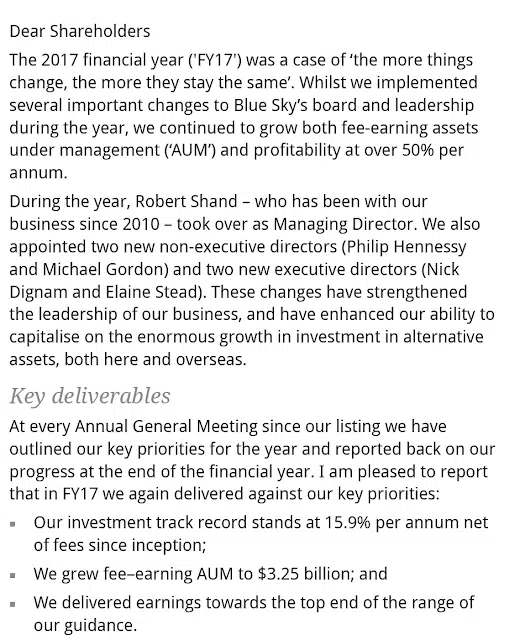 Dear Shareholders
The 2017 financial year ('FY17') was a case of ‘the more things
change, the more they stay the same’. Whilst we implemented
several important changes to Blue Sky’s board and leadership
during the year, we continued to grow both fee-earning assets
under management (‘AUM’) and profitability at over 50% per
annum.
During the year, Robert Shand – who has been with our
business since 2010 – took over as Managing Director. We also
appointed two new non-executive directors (Philip Hennessy
and Michael Gordon) and two new executive directors (Nick
Dignam and Elaine Stead). These changes have strengthened
the leadership of our business, and have enhanced our ability to
capitalise on the enormous growth in investment in alternative
assets, both here and overseas.
Key deliverables
At every Annual General Meeting since our listing we have
outlined our key priorities for the year and reported back on our
progress at the end of the financial year. I am pleased to report
that in FY17 we again delivered against our key priorities:
▪ Our investment track record stands at 15.9% per annum net
of fees since inception;
▪ We grew fee–earning AUM to $3.25 billion; and
▪ We delivered earnings towards the top end of the range of
our guidance.